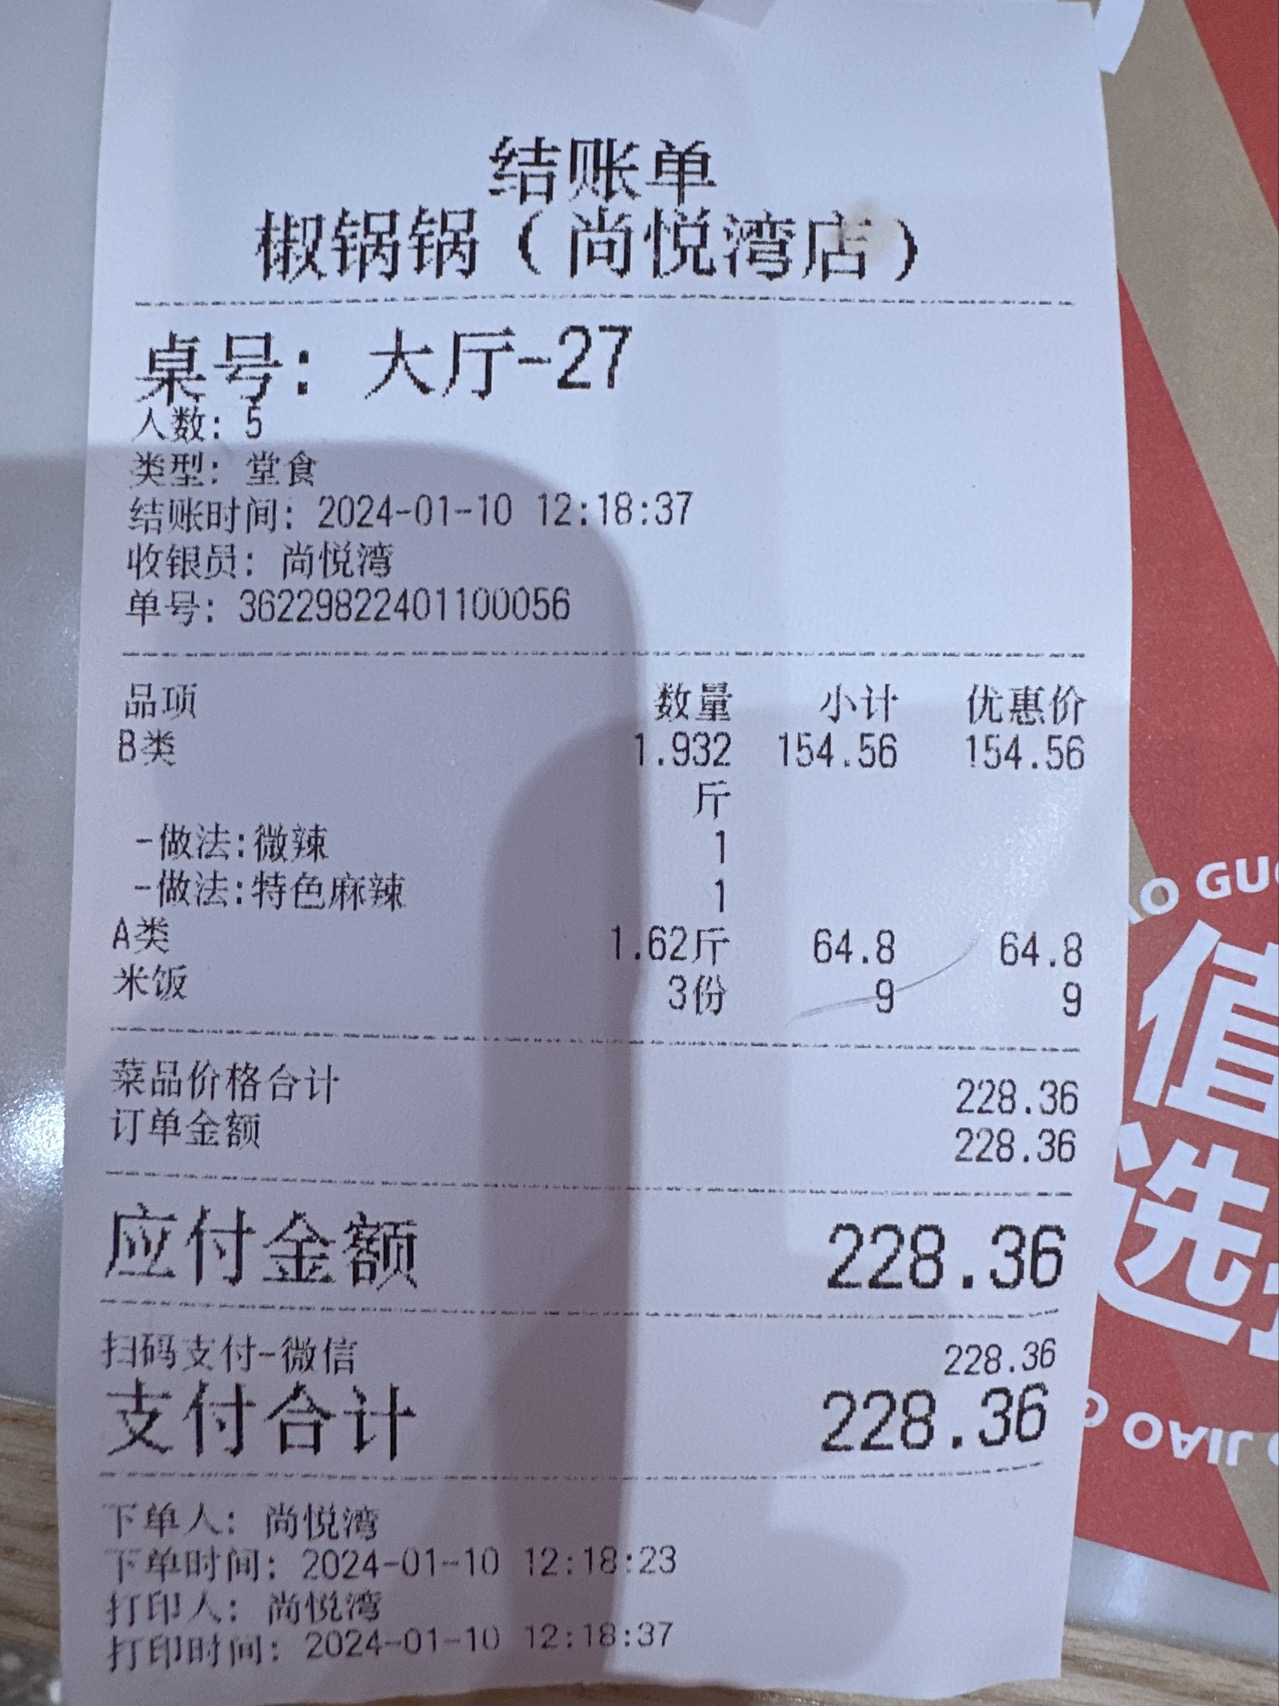 结账单
椒锅锅（尚悦湾店）
桌号： 大厅-27
人数: 5
类型: 堂食
结账时间: 2024-01-10 12:18:37
收银员: 尚悦湾
单号: 36229822401100056
品项 数量 小计 优惠价
B类 1.932 154.56 154.56
斤
-做法:微辣 1
-做法:特色麻辣 1
A类 1.62斤 64.8 64.8
米饭 3份 9 9
菜品价格合计 228.36
订单金额 228.36
应付金额 228.36
扫码支付-微信 228.36
支付合计 228.36
下单人: 尚悦湾
下单时间: 2024-01-10 12:18:23
打印人: 尚悦湾
打印时间: 2024-01-10 12:18:37
值
选